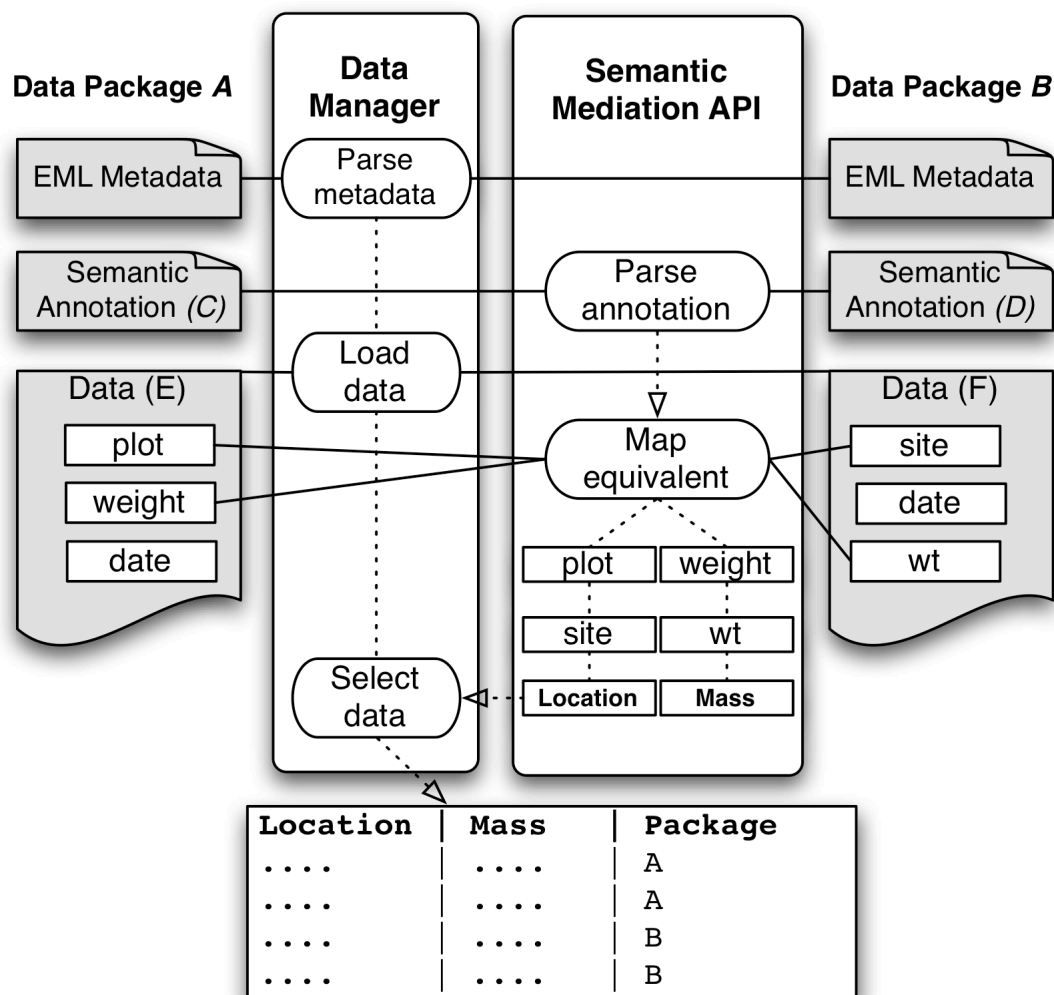 Data Package A
Data
Manager
Semantic
Mediation API
Data Package B
EML Metadata
Parse
metadata
EML Metadata
Semantic
Annotation (C)
Parse
annotation
Semantic
Annotation (D)
Load
data
Data (E)
plot
weight
date
Map
equivalent
Data (F)
site
date
wt
plot
weight
site
wt
Location
Mass
Select
data
Location | Mass | Package
.... | .... | A
.... | .... | A
.... | .... | B
.... | .... | B